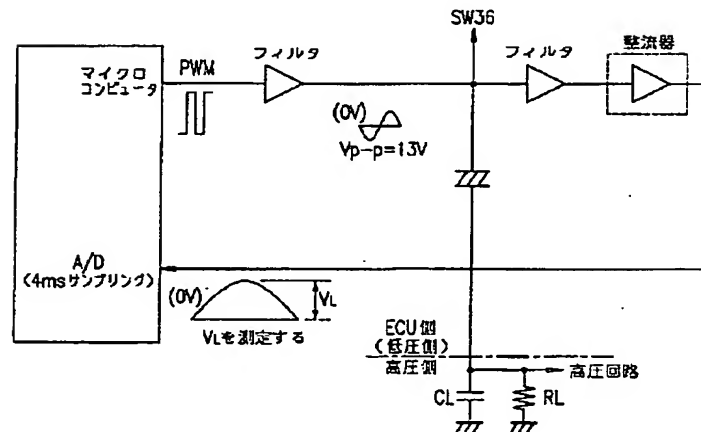 SW36
フィルタ
フィルタ
整流器
マイクロ
コンピュータ
PWM
(0V)
Vp-p=13V
A/D
(4msサンプリング)
(0V)
VL
VLを測定する
ECU側
(低圧側)
高圧側
高圧回路
CL
RL